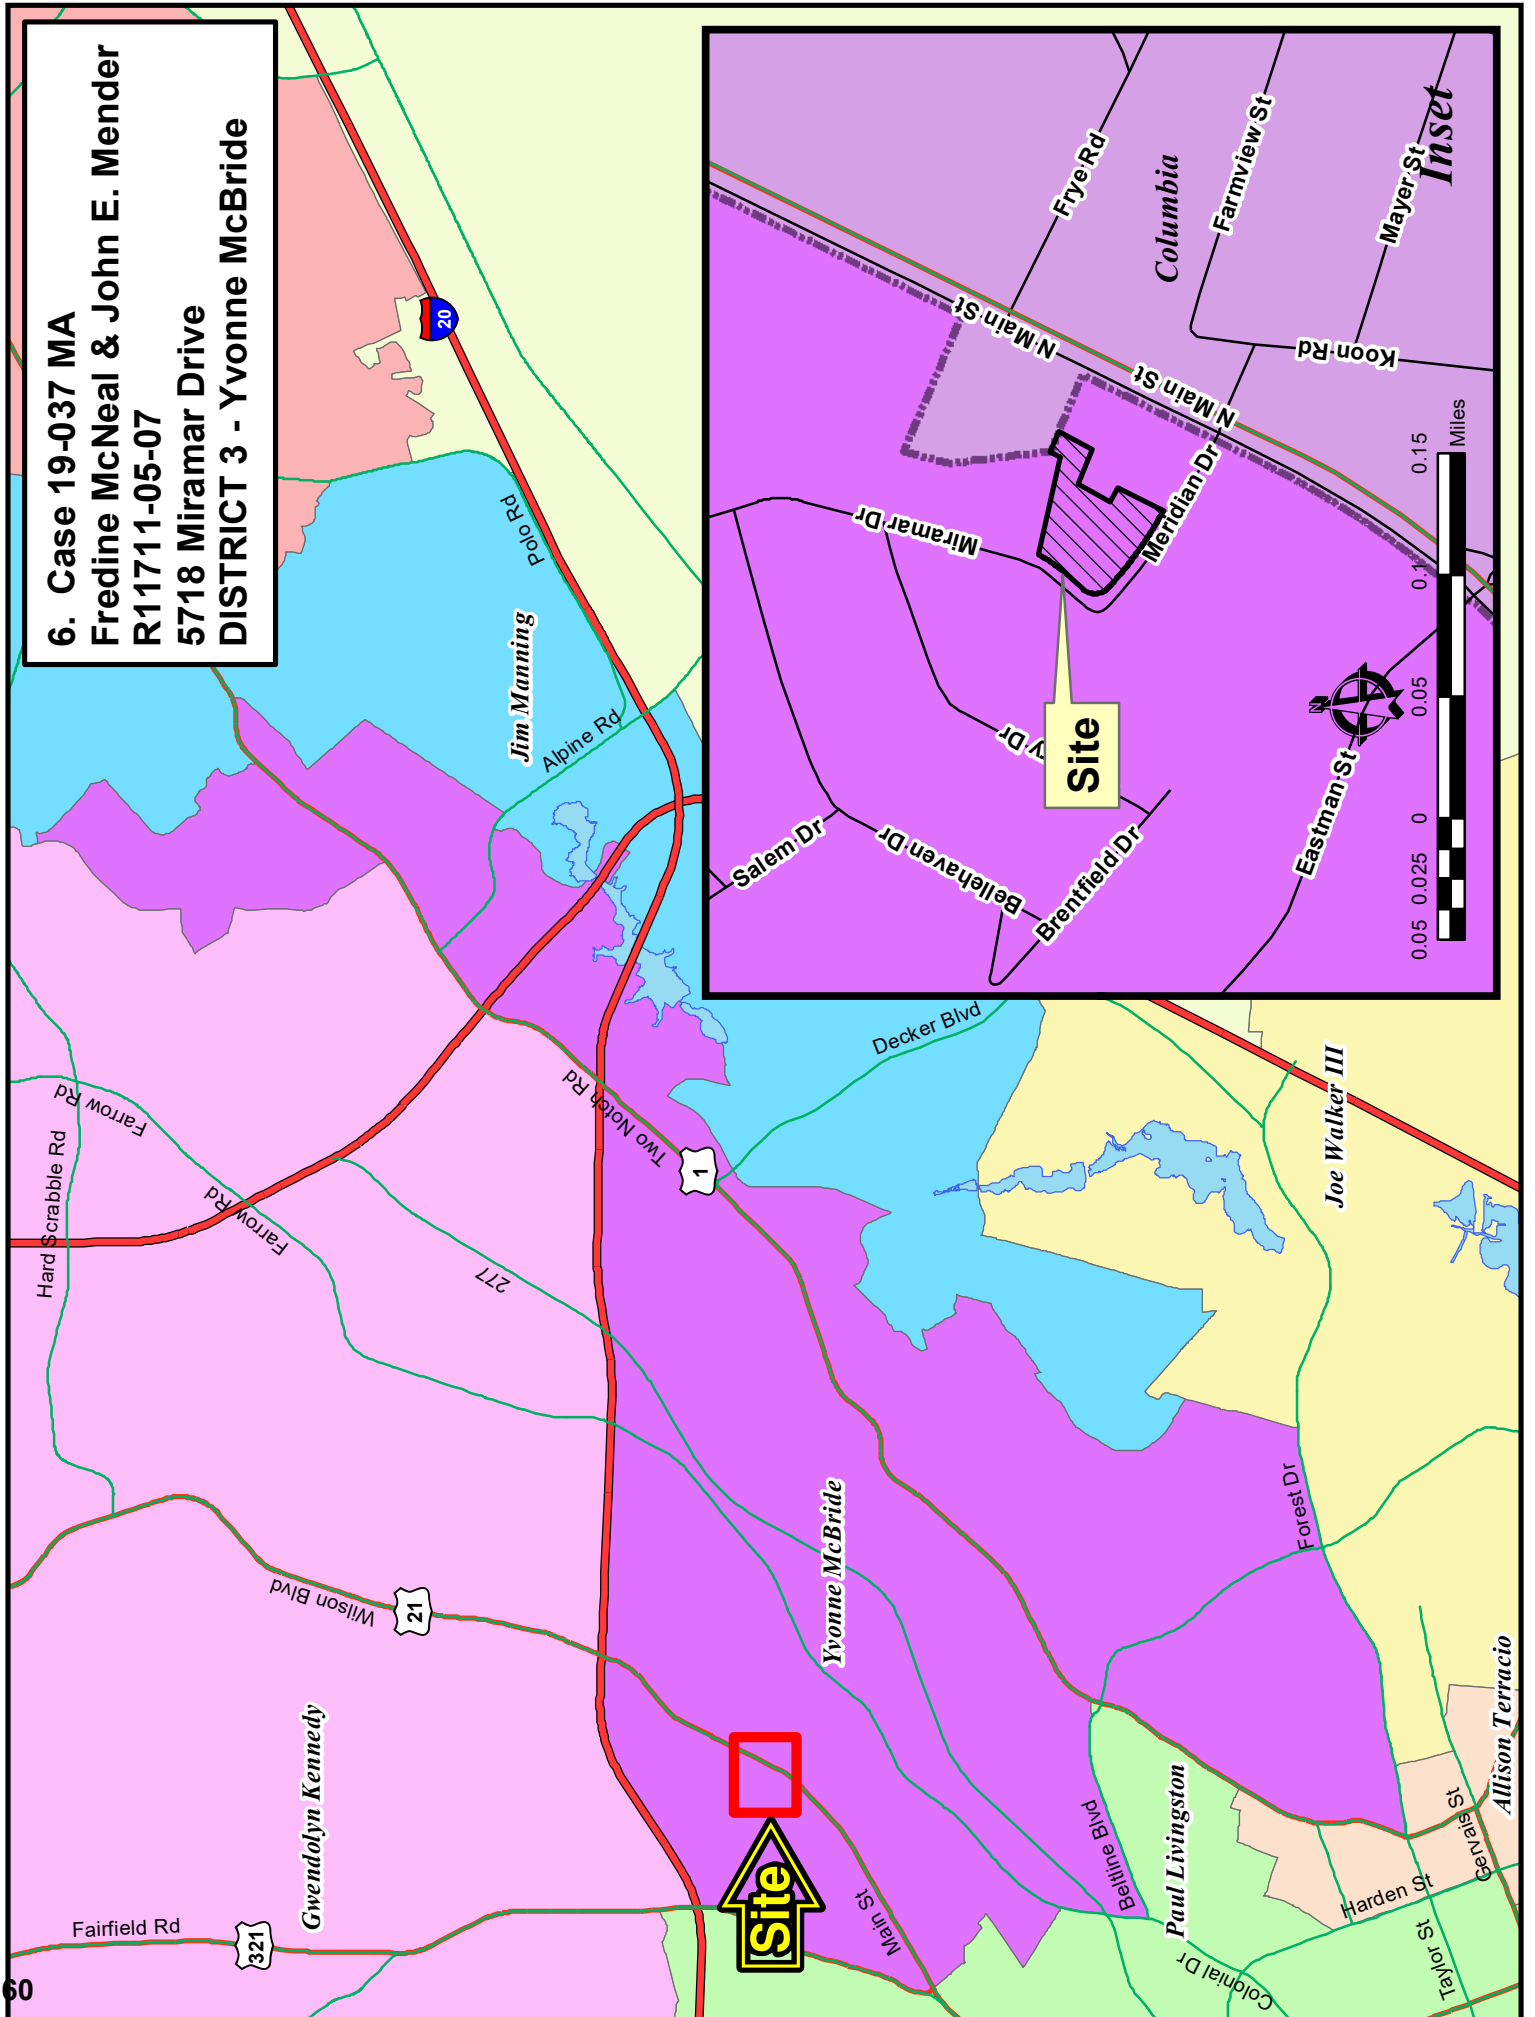 6. Case 19-037 MA
Fredine McNeal & John E. Mender
R11711-05-07
5718 Miramar Drive
DISTRICT 3 - Yvonne McBride
20
Polo Rd
Jim Manning
Alpine Rd
Hard Scrabble Rd
Farrow Rd
Farrow Rd
277
Two Notch Rd
1
Decker Blvd
Joe Walker III
Wilson Blvd
21
Yvonne McBride
Forest Dr
Gwendolyn Kennedy
Fairfield Rd
321
Site
Main St
Beltline Blvd
Paul Livingston
Colonial Dr
Harden St
Taylor St
Gervais St
Allison Terracio
60
Inset
Columbia
Frye Rd
Farmview St
Mayer St
Koon Rd
N Main St
N Main St
Meridian Dr
Miramar Dr
Site
y Dr
Salem Dr
Bellehaven Dr
Brentfield Dr
Eastman St
N
0.05 0.025 0 0.05 0.1 0.15
Miles